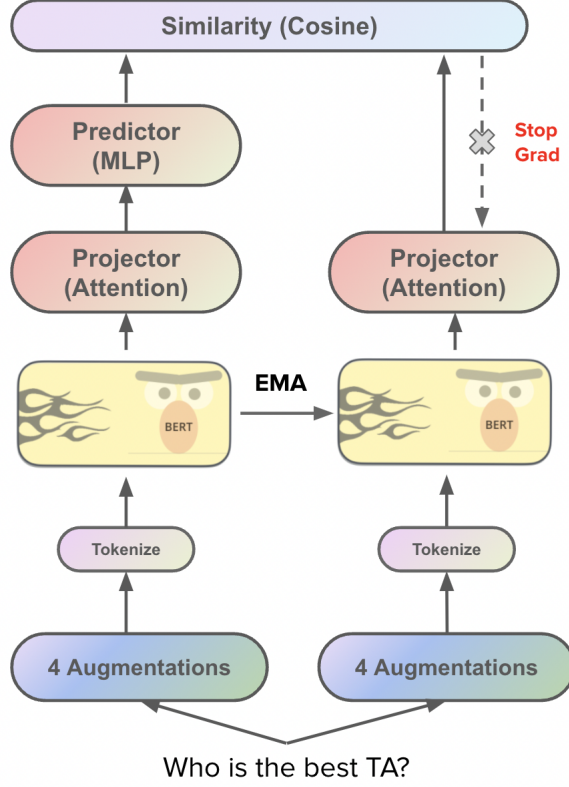 Similarity (Cosine)
Predictor
(MLP)
Stop
Grad
Projector
(Attention)
Projector
(Attention)
EMA
BERT
BERT
Tokenize
Tokenize
4 Augmentations
4 Augmentations
Who is the best TA?